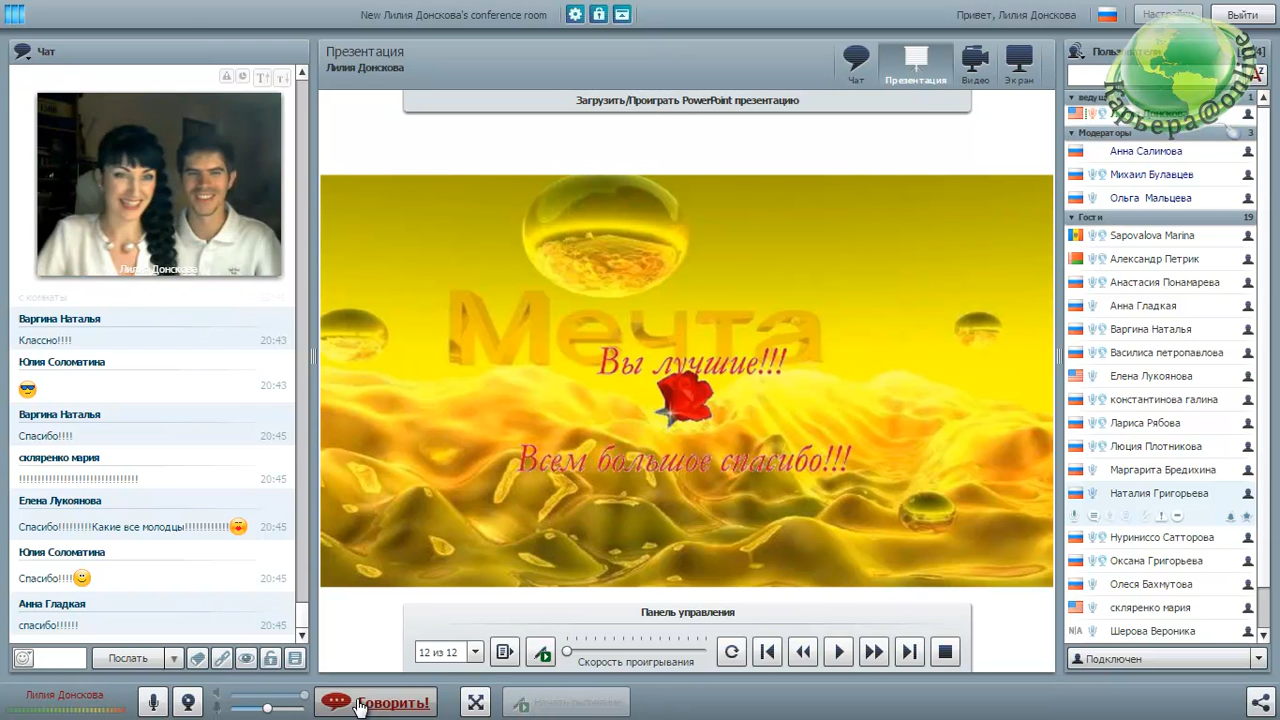 New Лилия Донскова's conference room
Привет, Лилия Донскова
Настройки
Выйти
Чат
Лилия Донскова
с комнаты
Варгина Наталья
Классно!!!!
20:43
Юлия Соломатина
20:43
Варгина Наталья
Спасибо!!!!
20:45
скляренко мария
!!!!!!!!!!!!!!!!!!!!!!!!!!!!!!!!!!
20:45
Елена Лукоянова
Спасибо!!!!!!!!!Какие все молодцы!!!!!!!!!!!!
20:45
Юлия Соломатина
Спасибо!!!!
20:45
Анна Гладкая
спасибо!!!!!!
20:45
Послать
Презентация
Лилия Донскова
Чат
Презентация
Видео
Экран
Загрузить/Проиграть PowerPoint презентацию
Мечта
Вы лучшие!!!
Всем большое спасибо!!!
Панель управления
12 из 12
Скорость проигрывания
карьера@online
Модераторы
3
Анна Салимова
Михаил Булавцев
Ольга Мальцева
Гости
19
Sapovalova Marina
Александр Петрик
Анастасия Понамарева
Анна Гладкая
Варгина Наталья
Василиса петропавлова
Елена Лукоянова
константинова галина
Лариса Рябова
Люция Плотникова
Маргарита Бредихина
Наталия Григорьева
Нуриниссо Сатторова
Оксана Григорьева
Олеся Бахмутова
скляренко мария
N/A
Шерова Вероника
Подключен
Лилия Донскова
Говорить!